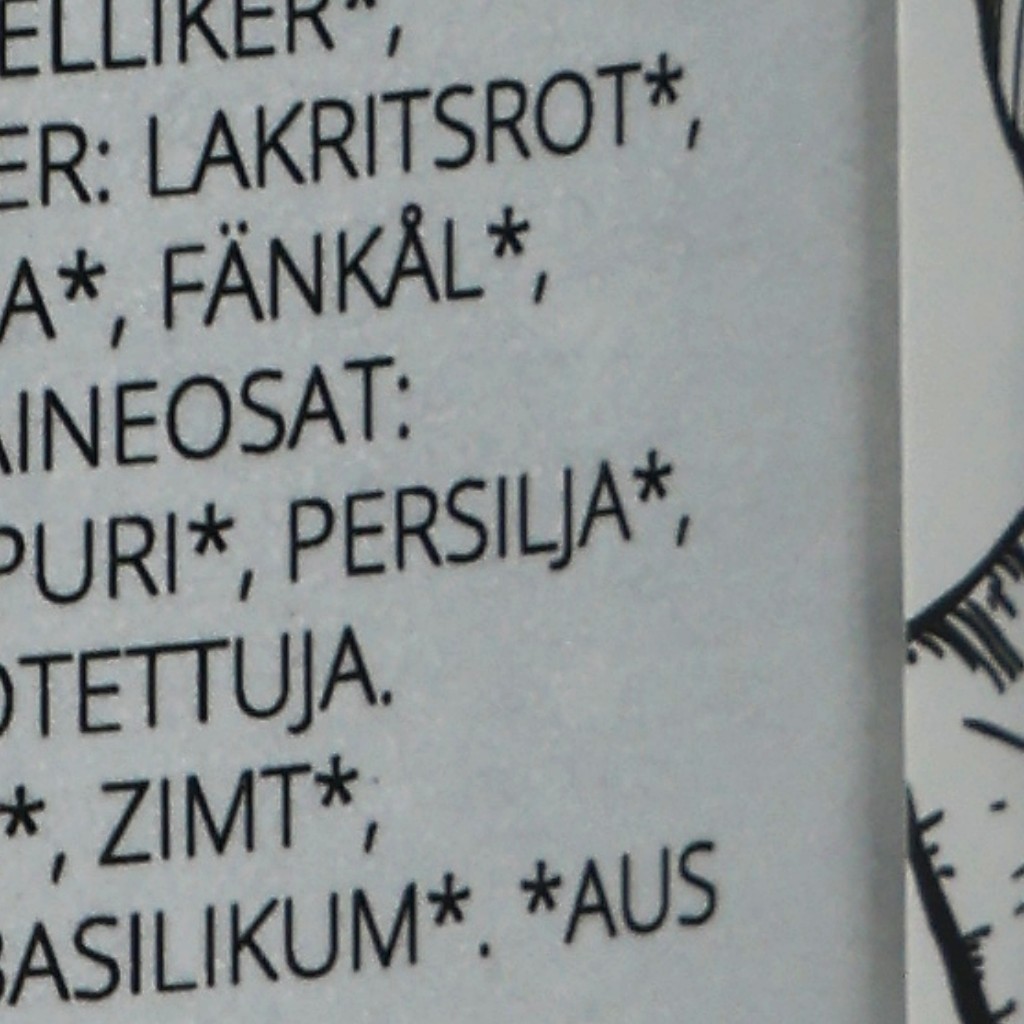 ELLIKER*,
ER: LAKRITSROT*,
A*, FÄNKÅL*,
AINEOSAT:
PURI*, PERSILJA*,
OTETTUJA.
*, ZIMT*,
BASILIKUM*. *AUS